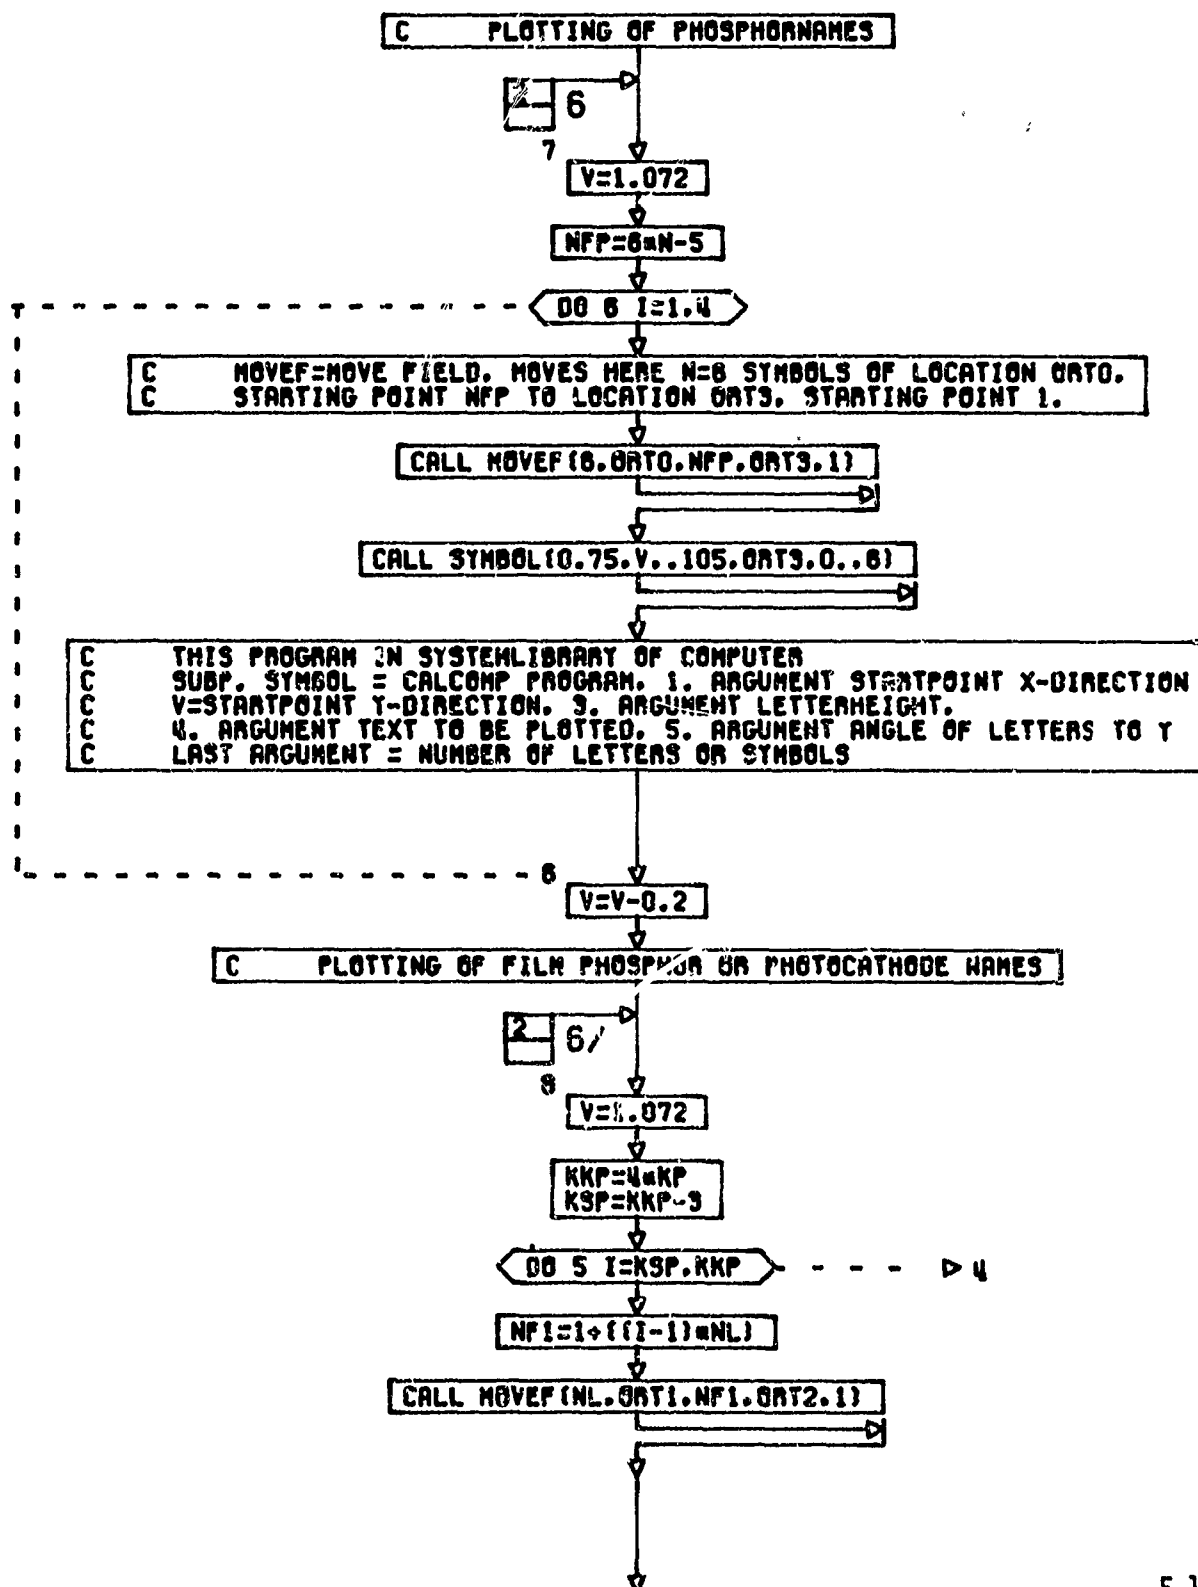 C PLOTTING OF PHOSPHORNAMES
6
7
V=1.072
NFP=6*N-5
DO 6 I=1,4
C MOVEF=MOVE FIELD. MOVES HERE N=6 SYMBOLS OF LOCATION ORT0,
C STARTING POINT NFP TO LOCATION ORT3, STARTING POINT 1.
CALL MOVEF(6,ORT0,NFP,ORT3,1)
CALL SYMBOL(0.75,V,.105,ORT3,0.,6)
C THIS PROGRAM IN SYSTEMLIBRARY OF COMPUTER
C SUBP. SYMBOL = CALCOMP PROGRAM. 1. ARGUMENT STARTPOINT X-DIRECTION
C V=STARTPOINT Y-DIRECTION. 3. ARGUMENT LETTERHEIGHT.
C 4. ARGUMENT TEXT TO BE PLOTTED. 5. ARGUMENT ANGLE OF LETTERS TO Y
C LAST ARGUMENT = NUMBER OF LETTERS OR SYMBOLS
6
V=V-0.2
C PLOTTING OF FILM PHOSPHOR OR PHOTOCATHODE NAMES
2
6/
8
V=1.072
KKP=4*KP
KSP=KKP-3
DO 5 I=KSP,KKP
4
NF1=1+((I-1)*NL)
CALL MOVEF(NL,ORT1,NF1,ORT2,1)